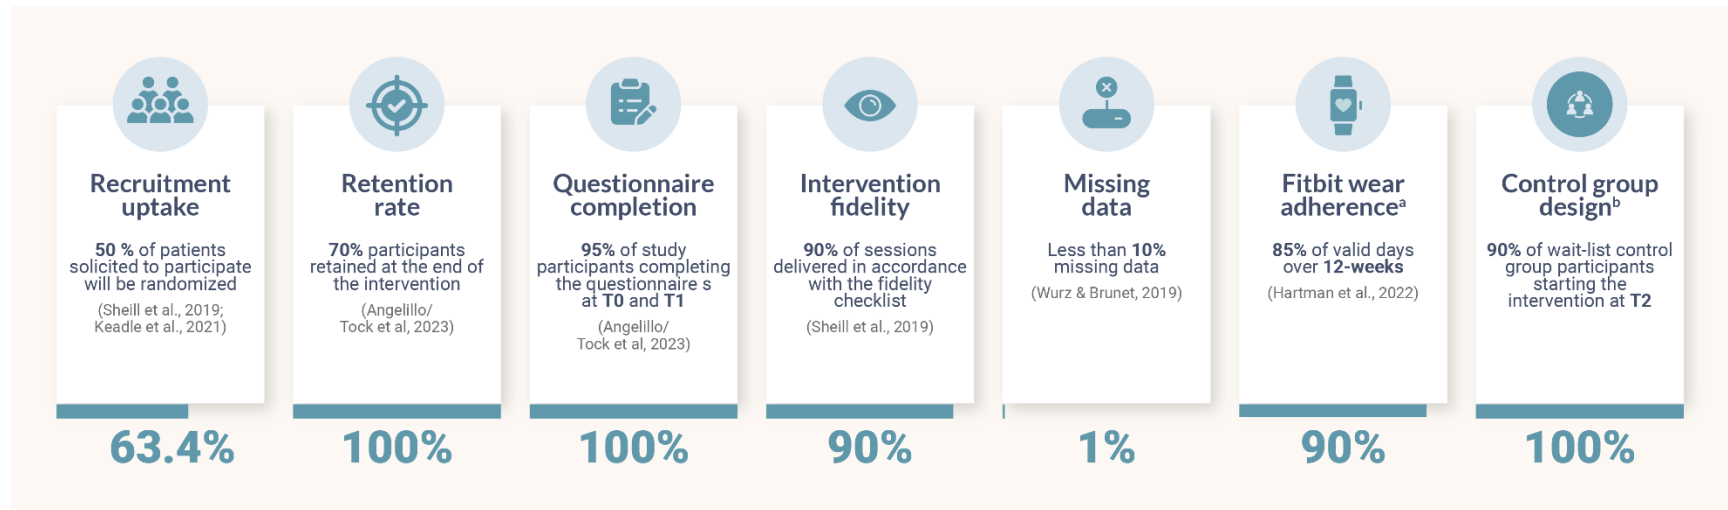 Recruitment
uptake
50 % of patients
solicited to participate
will be randomized
(Sheill et al., 2019;
Keadle et al., 2021)
63.4%
Retention
rate
70% participants
retained at the end of
the intervention
(Angelillo/
Tock et al, 2023)
100%
Questionnaire
completion
95% of study
participants completing
the questionnaire s
at T0 and T1
(Angelillo/
Tock et al, 2023)
100%
Intervention
fidelity
90% of sessions
delivered in accordance
with the fidelity
checklist
(Sheill et al., 2019)
90%
Missing
data
Less than 10%
missing data
(Wurz & Brunet, 2019)
1%
Fitbit wear
adherenceᵃ
85% of valid days
over 12-weeks
(Hartman et al., 2022)
90%
Control group
designᵇ
90% of wait-list control
group participants
starting the
intervention at T2
100%